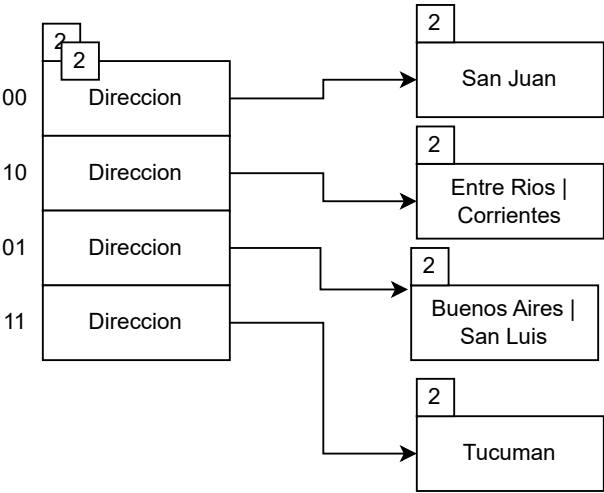 2
2
00
Direccion
10
Direccion
01
Direccion
11
Direccion
2
San Juan
2
Entre Rios |
Corrientes
2
Buenos Aires |
San Luis
2
Tucuman